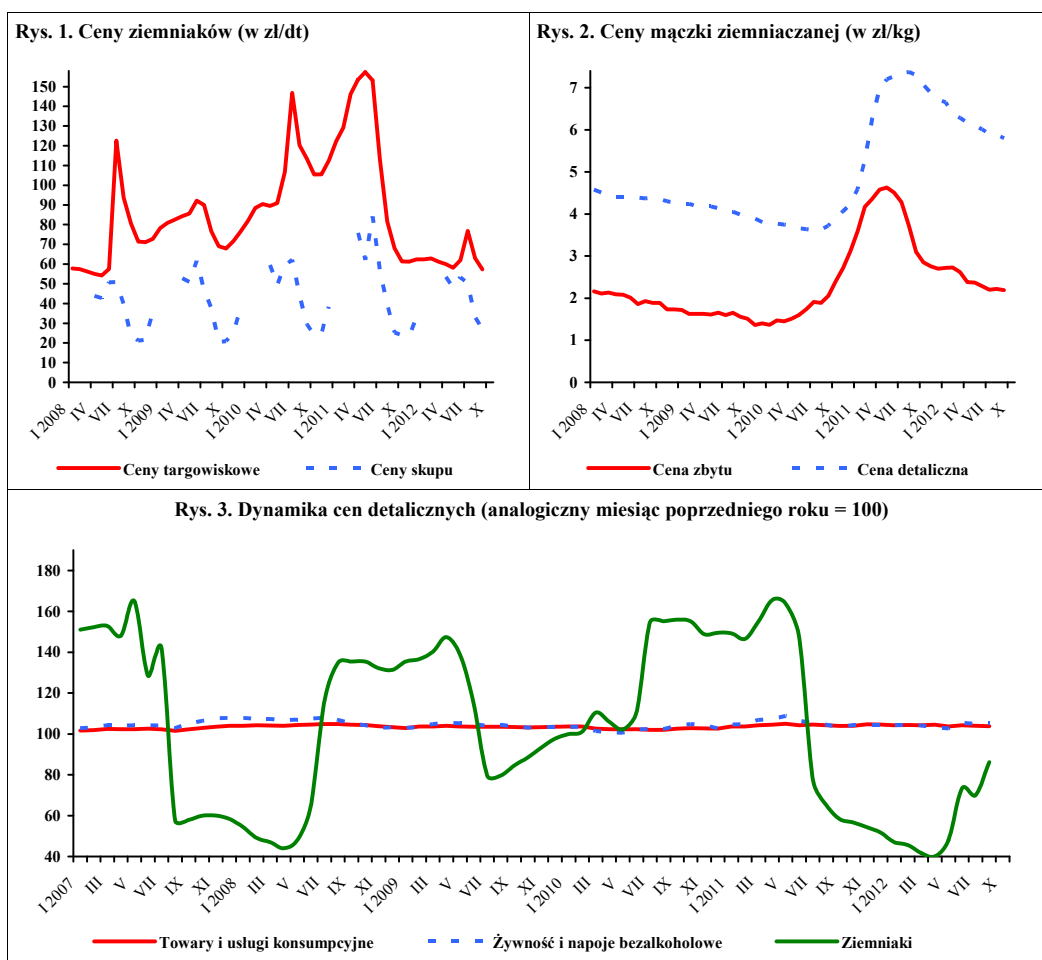 Rys. 1. Ceny ziemniaków (w zł/dt)
150
140
130
120
110
100
90
80
70
60
50
40
30
20
10
0
I 2008
IV
VII
X
I 2009
IV
VII
X
I 2010
IV
VII
X
I 2011
IV
VII
X
I 2012
IV
VII
X
Ceny targowiskowe
Ceny skupu
Rys. 2. Ceny mączki ziemniaczanej (w zł/kg)
7
6
5
4
3
2
1
0
I 2008
IV
VII
X
I 2009
IV
VII
X
I 2010
IV
VII
X
I 2011
IV
VII
X
I 2012
IV
VII
X
Cena zbytu
Cena detaliczna
Rys. 3. Dynamika cen detalicznych (analogiczny miesiąc poprzedniego roku = 100)
180
160
140
120
100
80
60
40
I 2007
III
V
VII
IX
XI
I 2008
III
V
VII
IX
XI
I 2009
III
V
VII
IX
XI
I 2010
III
V
VII
IX
XI
I 2011
III
V
VII
IX
XI
I 2012
III
V
VII
X
Towary i usługi konsumpcyjne
Żywność i napoje bezalkoholowe
Ziemniaki